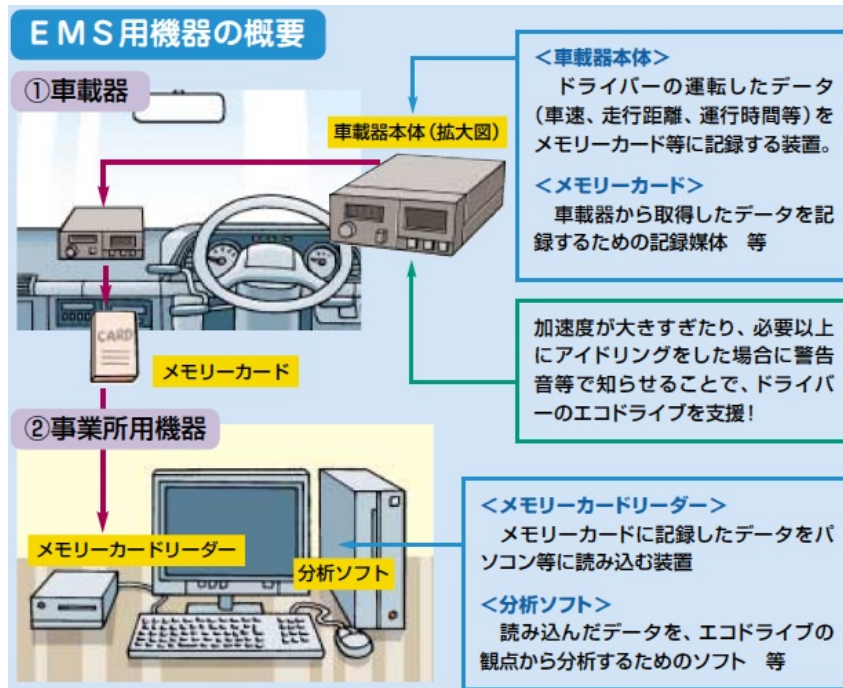 EMS用機器の概要
①車載器
車載器本体(拡大図)
<車載器本体>
ドライバーの運転したデータ
(車速、走行距離、運行時間等)を
メモリーカード等に記録する装置。
<メモリーカード>
車載器から取得したデータを記
録するための記録媒体 等
CARD
メモリーカード
加速度が大きすぎたり、必要以上
にアイドリングをした場合に警告
音等で知らせることで、ドライバ
ーのエコドライブを支援!
②事業所用機器
メモリーカードリーダー
分析ソフト
<メモリーカードリーダー>
メモリーカードに記録したデータをパ
ソコン等に読み込む装置
<分析ソフト>
読み込んだデータを、エコドライブの
観点から分析するためのソフト 等